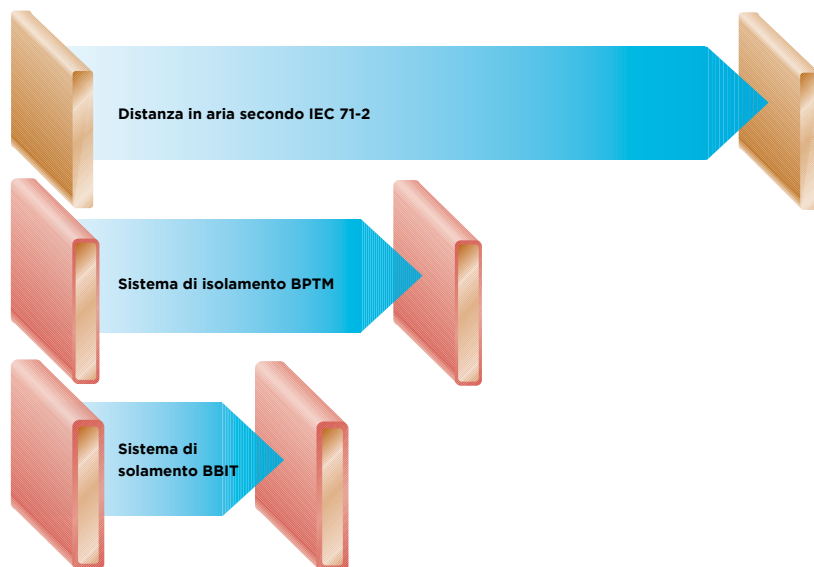 Distanza in aria secondo IEC 71-2
Sistema di isolamento BPTM
Sistema di
solamento BBIT